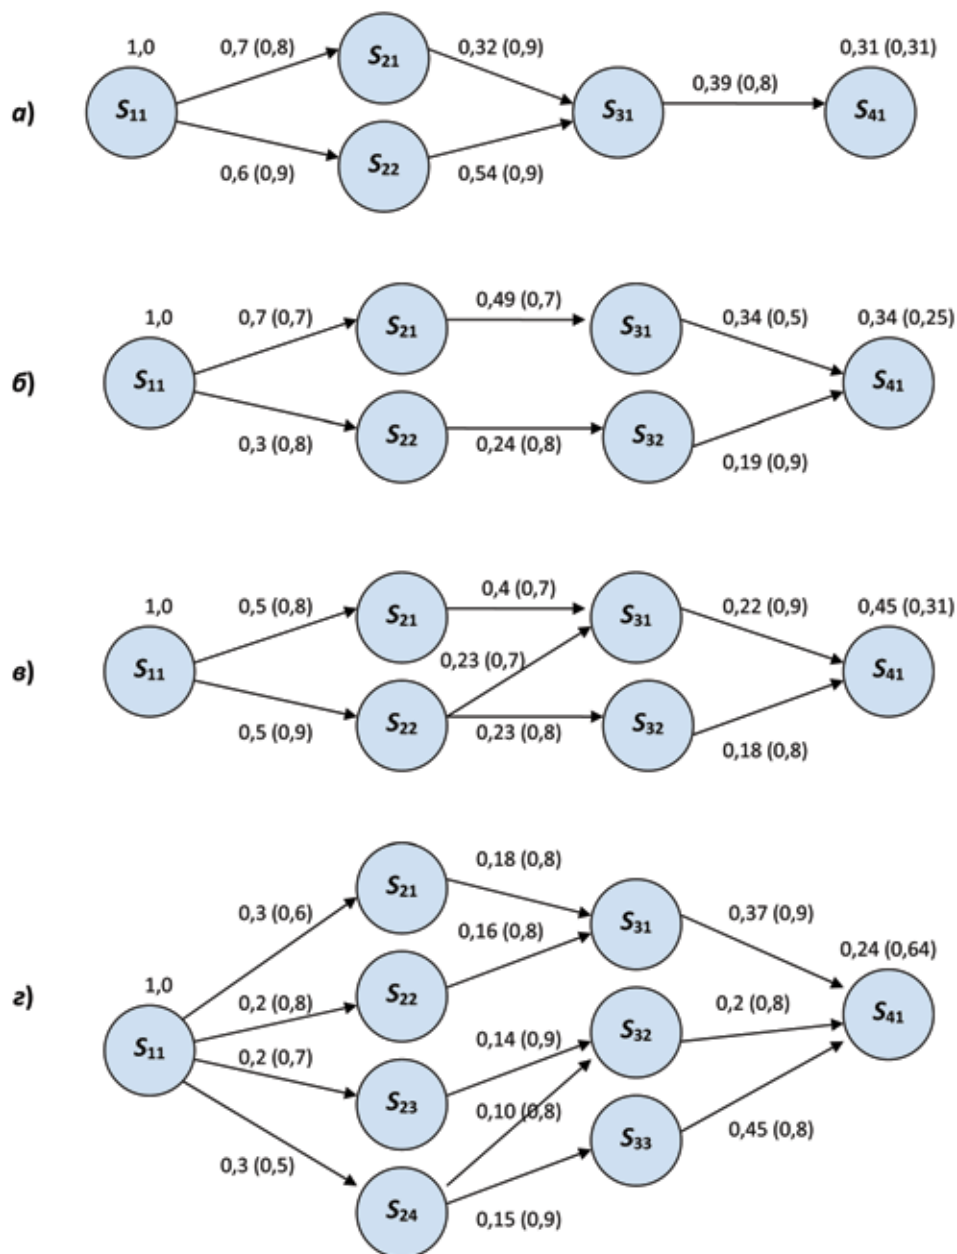 1,0 0,7 (0,8) S21 0,32 (0,9) 0,31 (0,31)
а) S11 S31 0,39 (0,8) S41
0,6 (0,9) S22 0,54 (0,9)
1,0 0,7 (0,7) S21 0,49 (0,7) S31 0,34 (0,5) 0,34 (0,25)
б) S11 S41
0,3 (0,8) S22 0,24 (0,8) S32 0,19 (0,9)
1,0 0,5 (0,8) S21 0,4 (0,7) S31 0,22 (0,9) 0,45 (0,31)
в) S11 0,23 (0,7) S41
0,5 (0,9) S22 0,23 (0,8) S32 0,18 (0,8)
S21 0,18 (0,8)
0,3 (0,6) 0,16 (0,8) S31 0,37 (0,9)
0,24 (0,64)
1,0 0,2 (0,8) S22 0,2 (0,8) S41
г) S11 0,2 (0,7) 0,14 (0,9) S32
S23 0,10 (0,8) S33 0,45 (0,8)
0,3 (0,5) S24 0,15 (0,9)